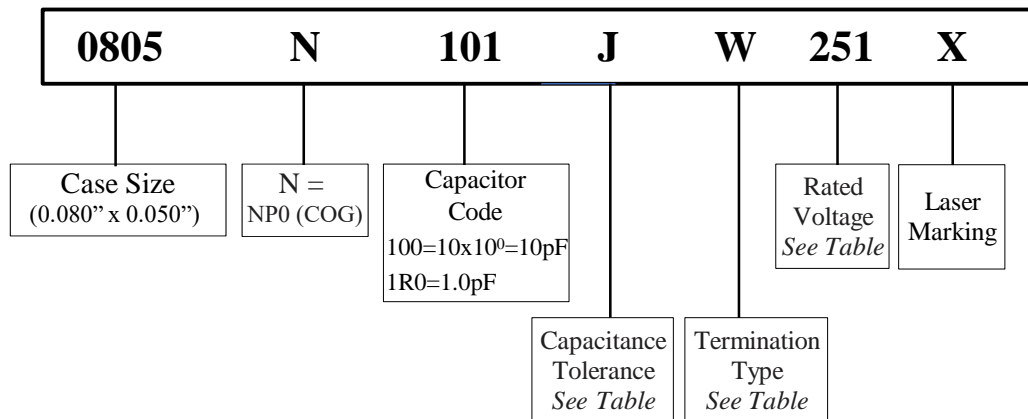 0805 N 101 J W 251 X
Case Size
(0.080” x 0.050”)
N =
NP0 (COG)
Capacitor
Code
100=10x10⁰=10pF
1R0=1.0pF
Rated
Voltage
See Table
Laser
Marking
Capacitance
Tolerance
See Table
Termination
Type
See Table